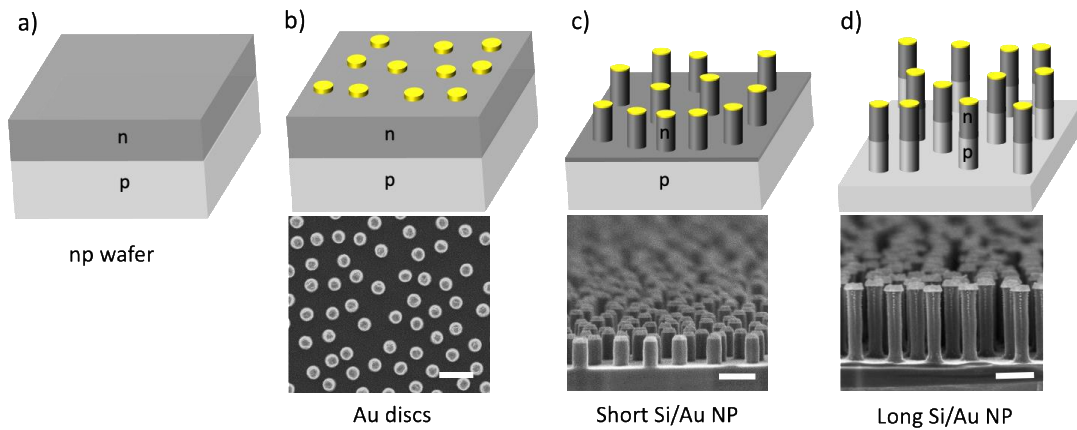 a)
b)
c)
d)
n
p
n
p
n
p
n
p
np wafer
Au discs
Short Si/Au NP
Long Si/Au NP